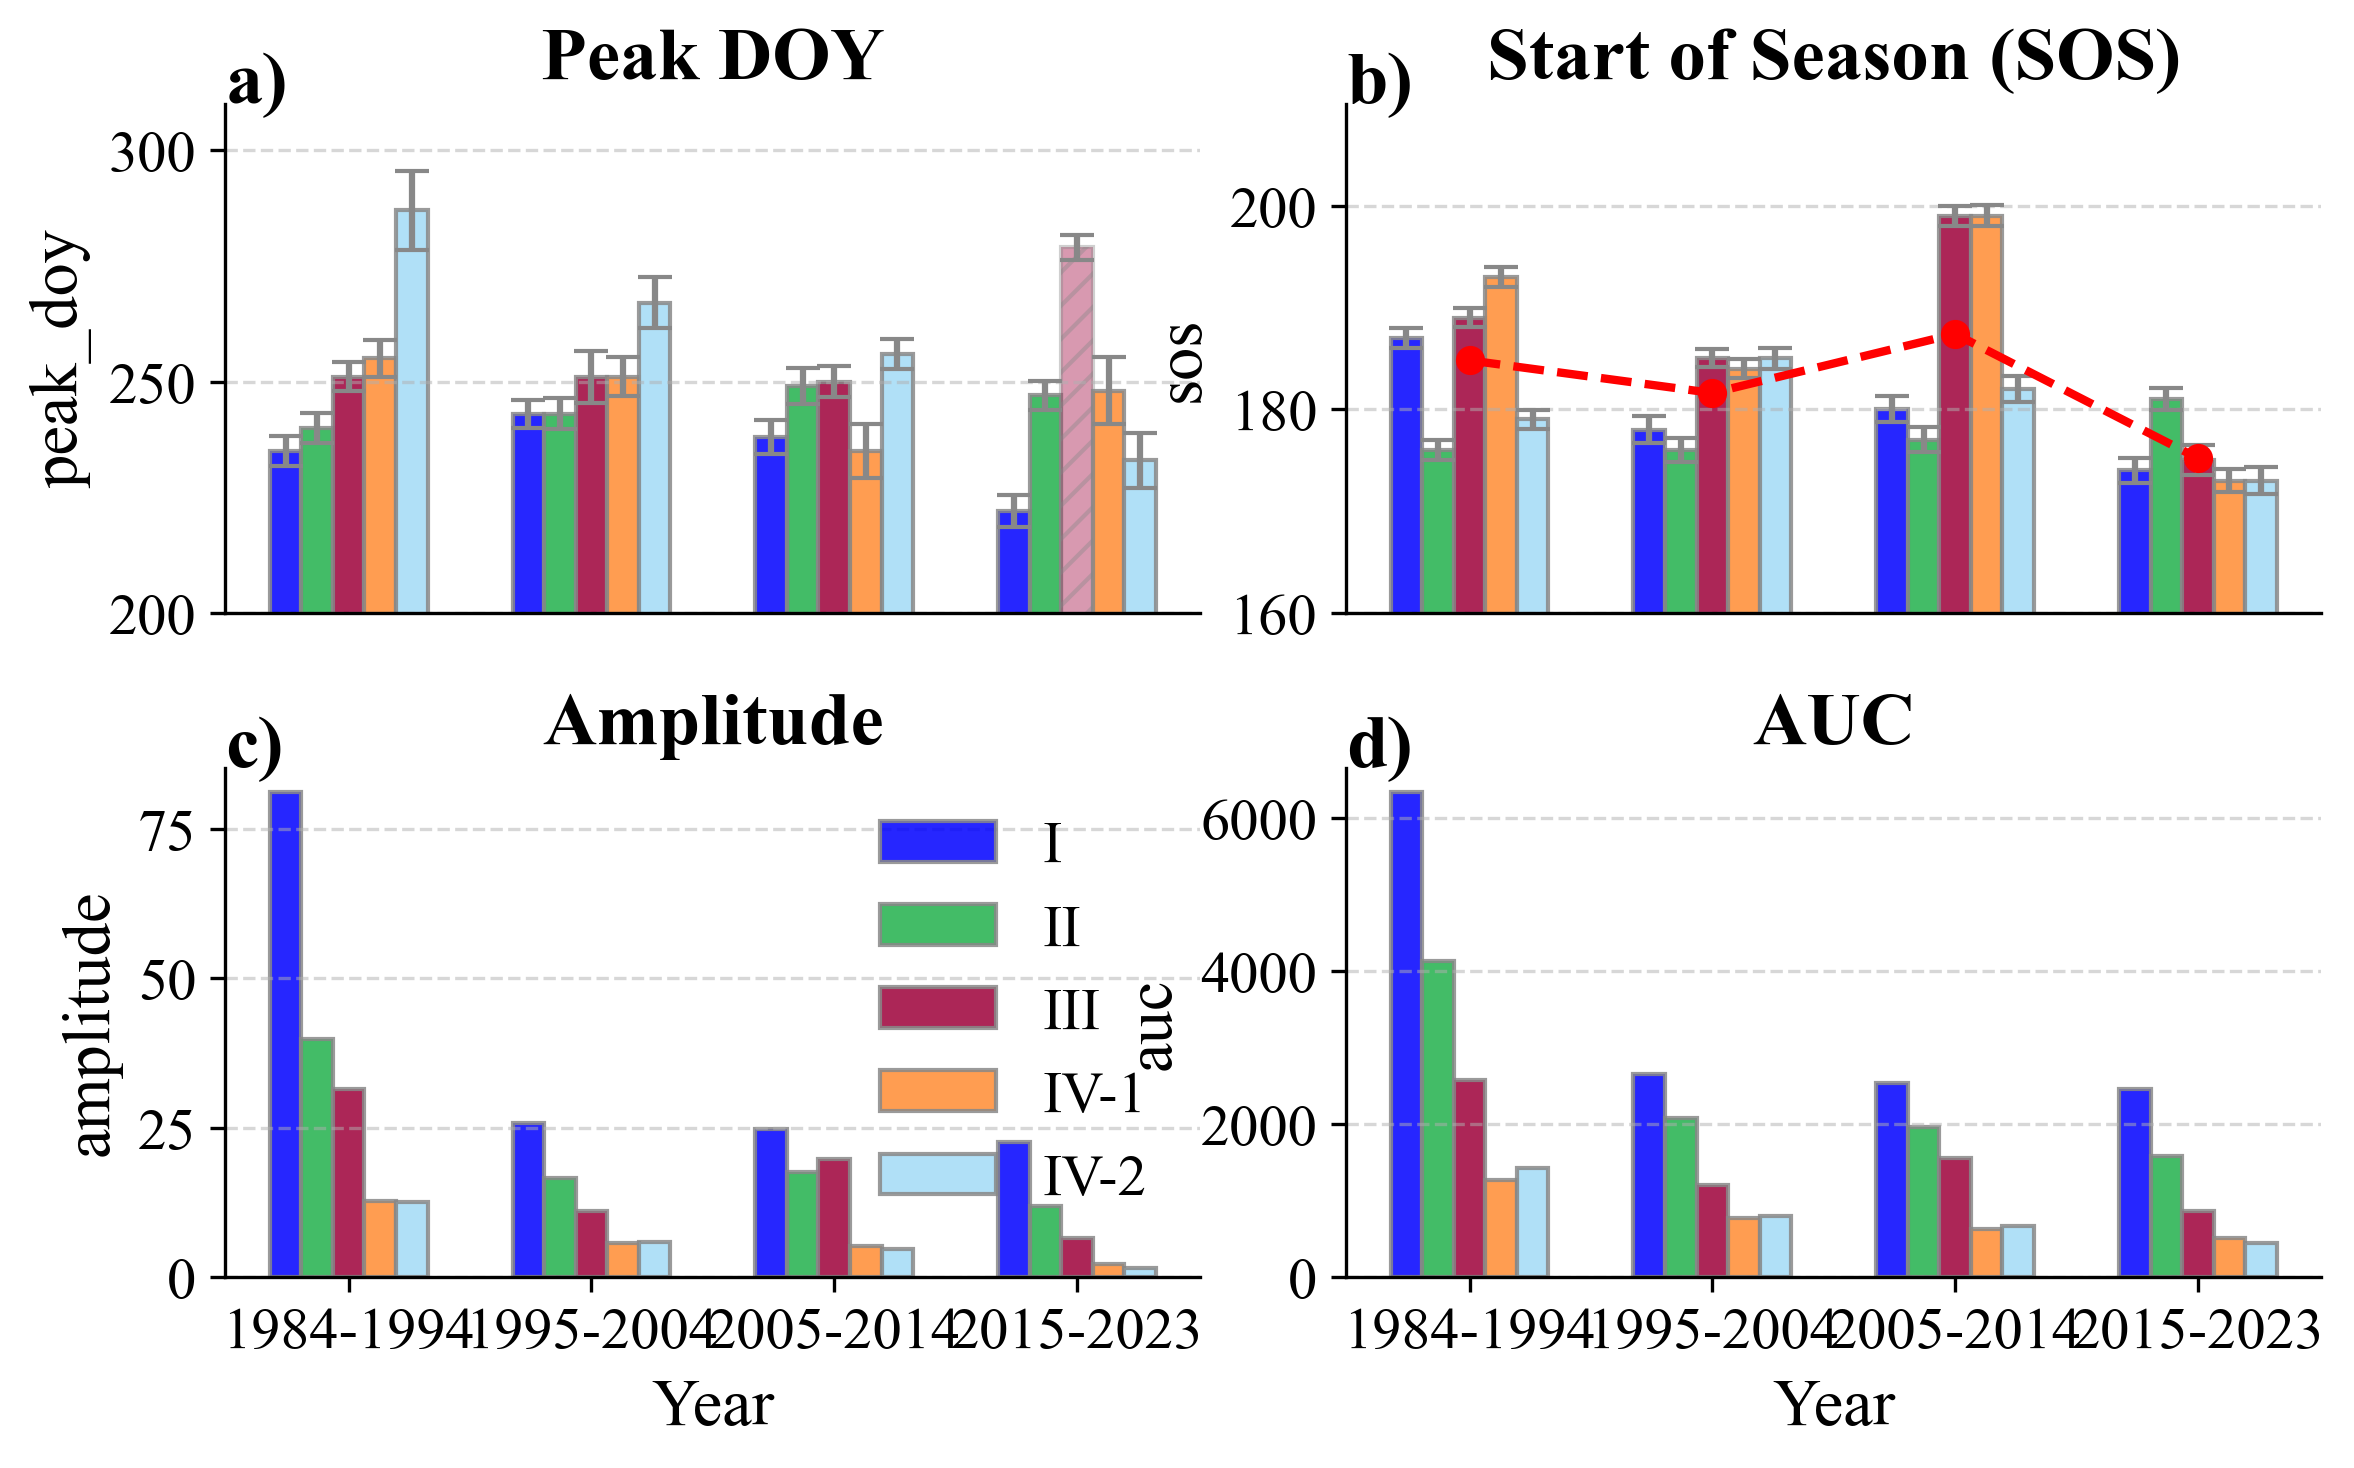 a)
Peak DOY
300
250
200
peak_doy
b)
Start of Season (SOS)
200
180
160
sos
c)
Amplitude
75
50
25
0
amplitude
I
II
III
IV-1
IV-2
1984-1994
1995-2004
2005-2014
2015-2023
Year
d)
AUC
6000
4000
2000
0
auc
1984-1994
1995-2004
2005-2014
2015-2023
Year